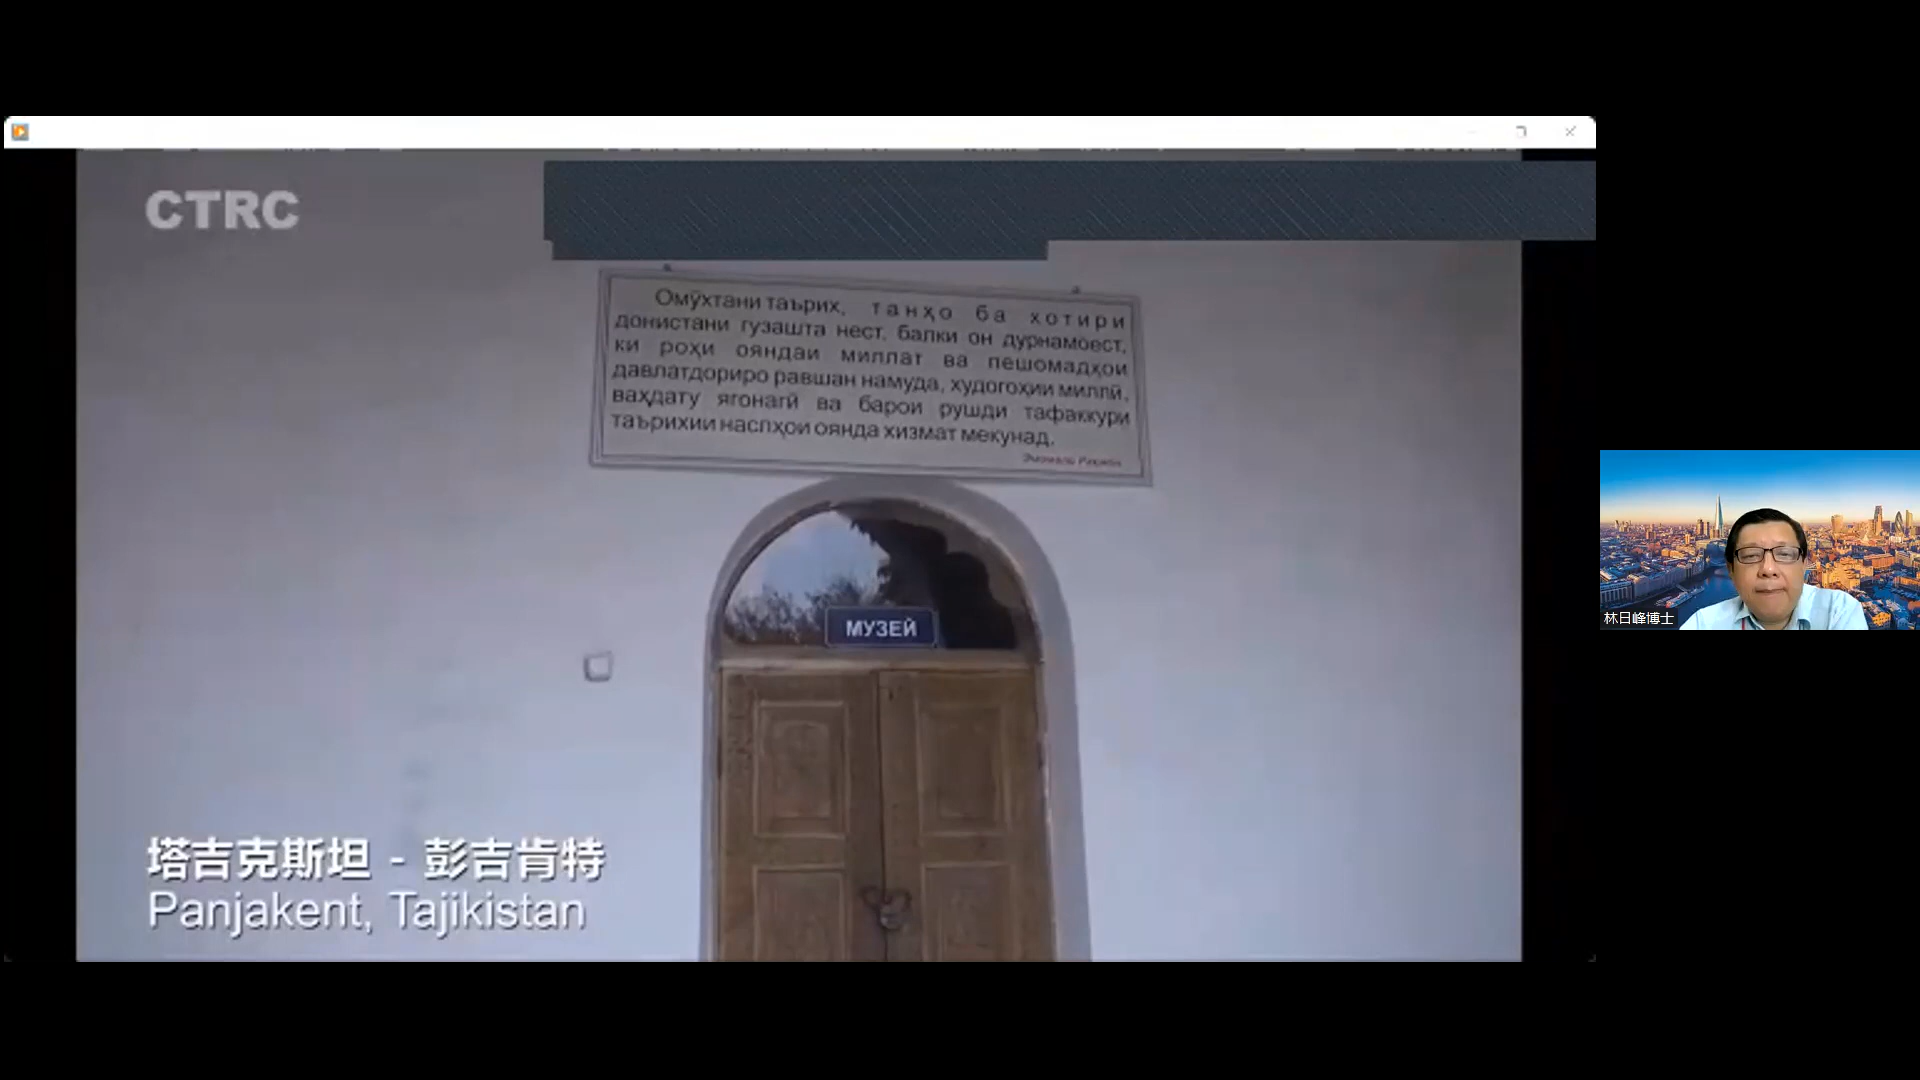 CTRC
Омӯхтани таърих, танҳо ба хотири
донистани гузашта нест, балки он дурнамоест,
ки роҳи ояндаи миллат ва пешомадҳои
давлатдориро равшан намуда, худогоҳии миллӣ,
ваҳдату ягонагӣ ва барои рушди тафаккури
таърихии наслҳои оянда хизмат мекунад.
МУЗЕЙ
塔吉克斯坦 - 彭吉肯特
Panjakent, Tajikistan
林日峰博士